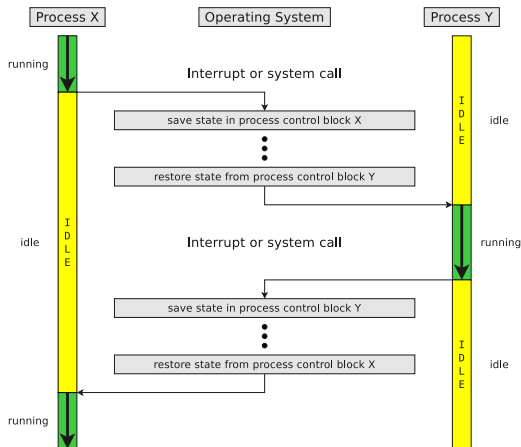 Process X
Operating System
Process Y
running
Interrupt or system call
save state in process control block X
IDLE
idle
restore state from process control block Y
IDLE
idle
Interrupt or system call
running
save state in process control block Y
restore state from process control block X
IDLE
idle
running